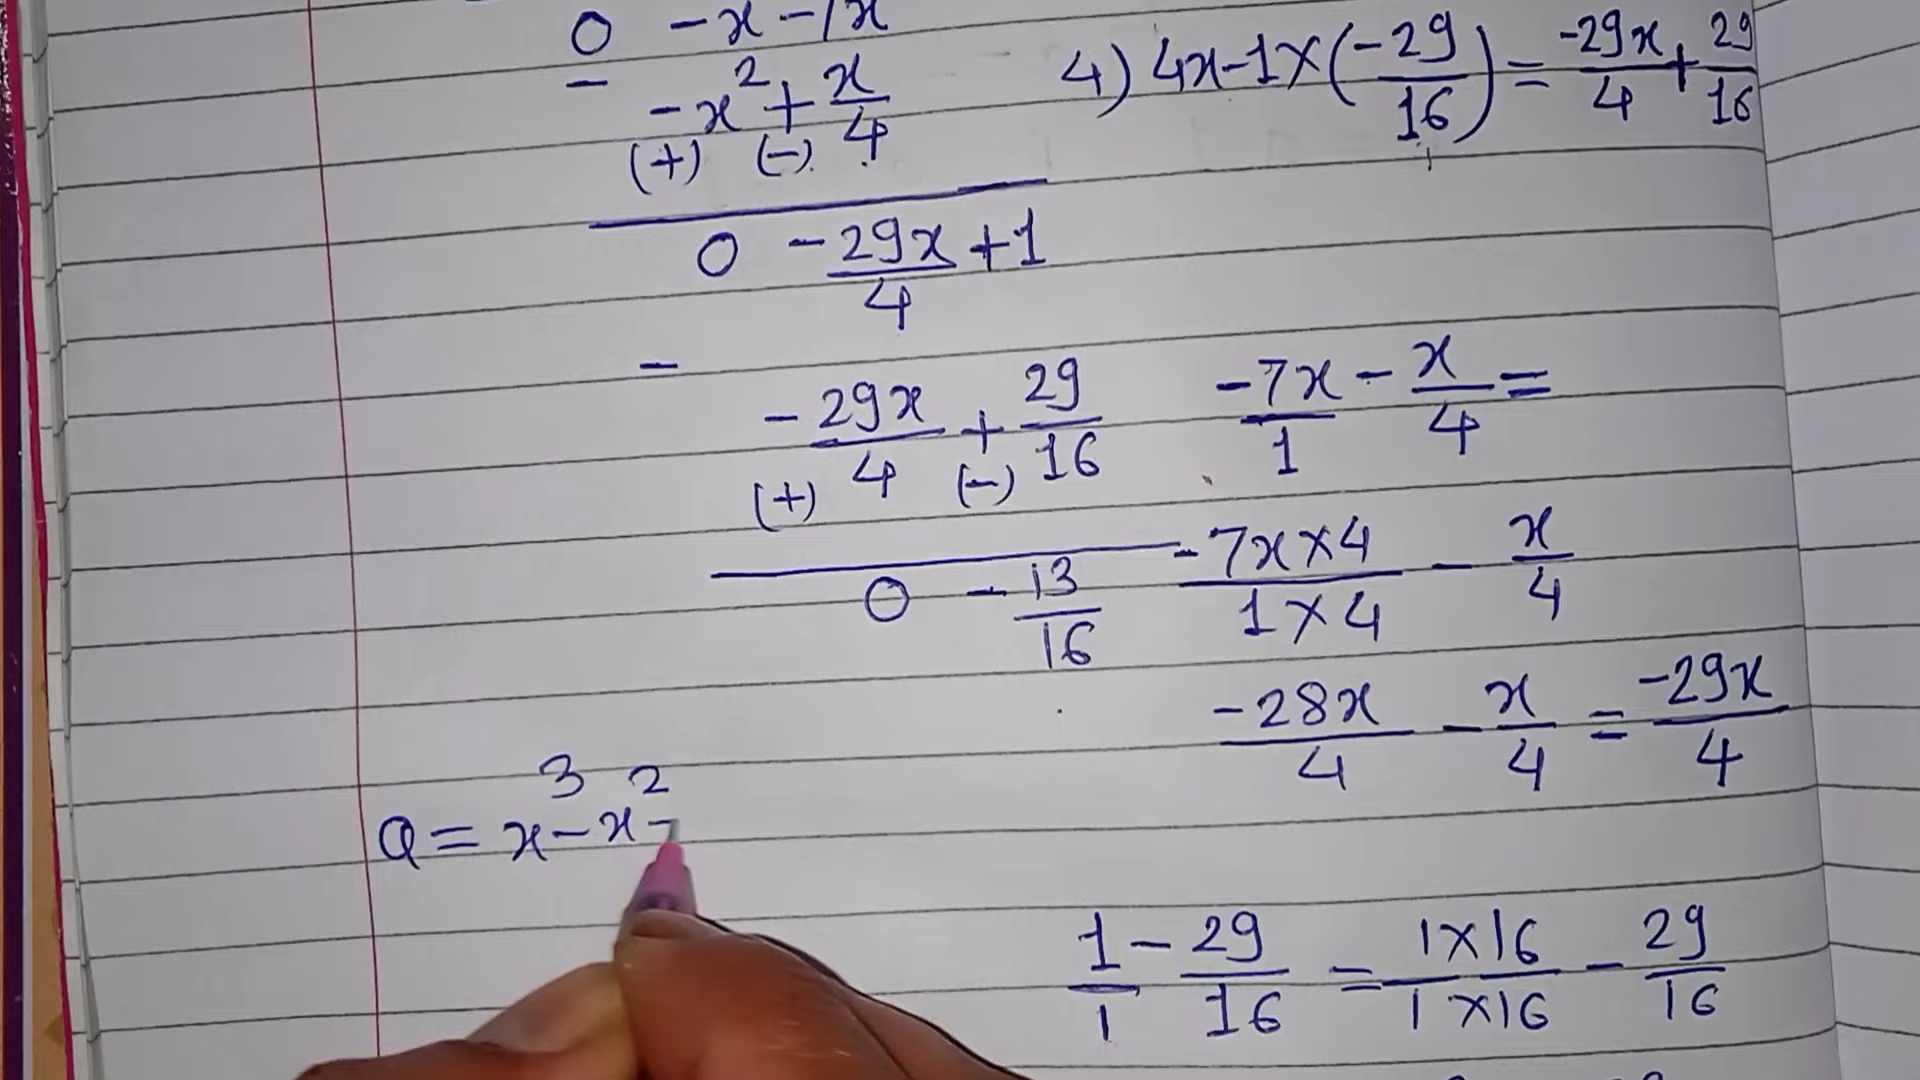 0 -x - 7x
- -x² + x/4
(+) (-)
0 - 29x/4 + 1
- -29x/4 + 29/16
(+) (-)
0 - 13/16
Q = x³ - x² -
4) 4x-1 × (-29/16) = -29x/4 + 29/16
-7x/1 - x/4 =
-7x×4/1×4 - x/4
-28x/4 - x/4 = -29x/4
1/1 - 29/16 = 1×16/1×16 - 29/16